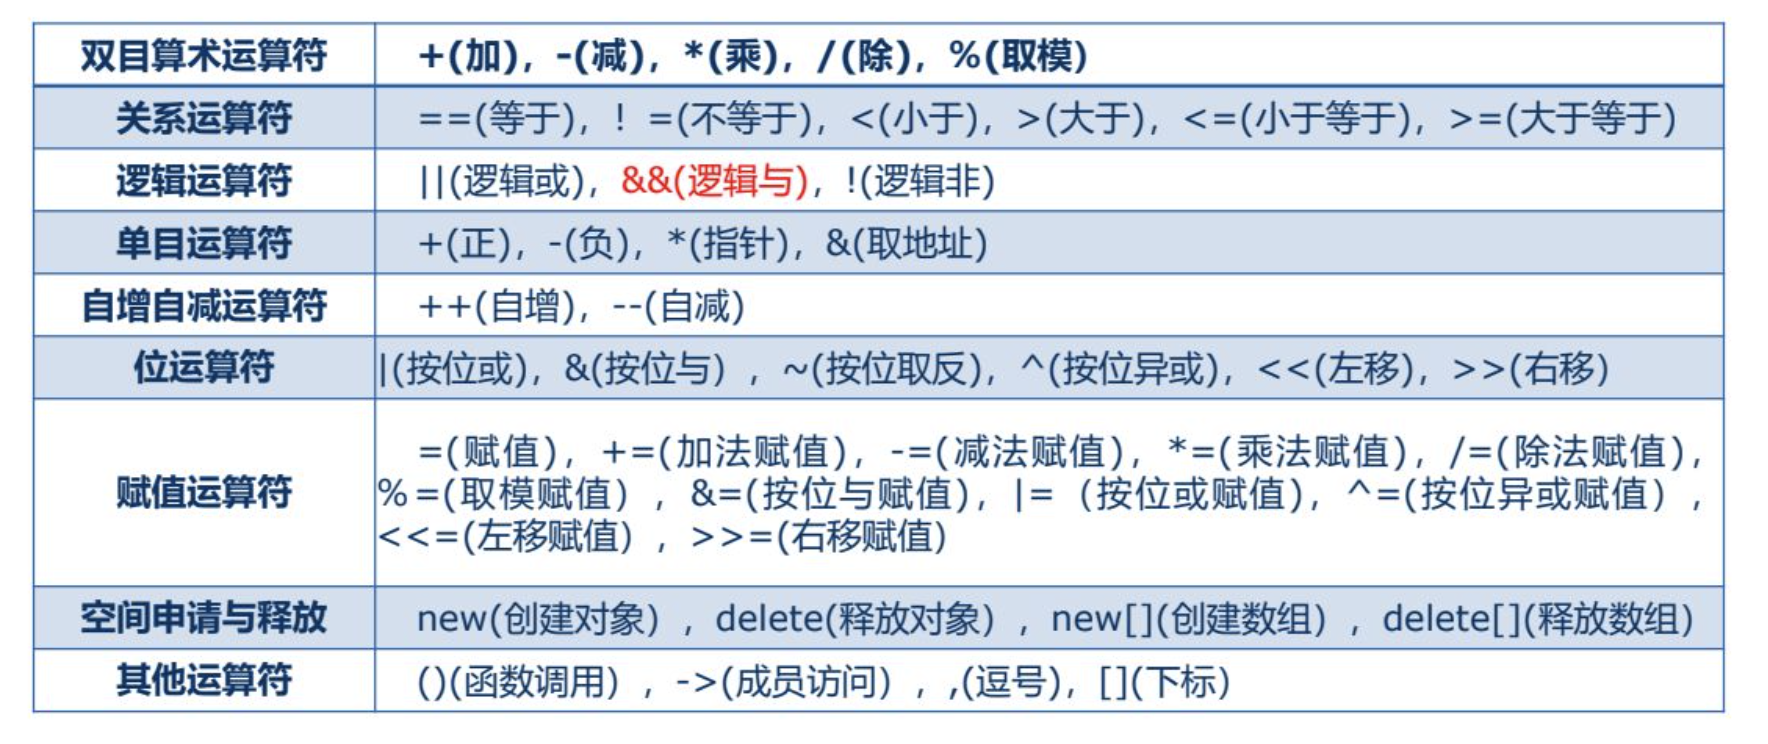 双目算术运算符 +(加), -(减), *(乘), /(除), %(取模)
关系运算符 ==(等于), ! =(不等于), <(小于), >(大于), <=(小于等于), >=(大于等于)
逻辑运算符 ||(逻辑或), &&(逻辑与), !(逻辑非)
单目运算符 +(正), -(负), *(指针), &(取地址)
自增自减运算符 ++(自增), --(自减)
位运算符 |(按位或), &(按位与) , ~(按位取反), ^(按位异或), <<(左移), >>(右移)
赋值运算符 =(赋值), +=(加法赋值), -=(减法赋值), *=(乘法赋值), /=(除法赋值),
%=(取模赋值) , &=(按位与赋值), |= (按位或赋值), ^=(按位异或赋值) ,
<<=(左移赋值) , >>=(右移赋值)
空间申请与释放 new(创建对象) , delete(释放对象) , new[](创建数组) , delete[](释放数组)
其他运算符 ()(函数调用) , ->(成员访问) , ,(逗号), [](下标)